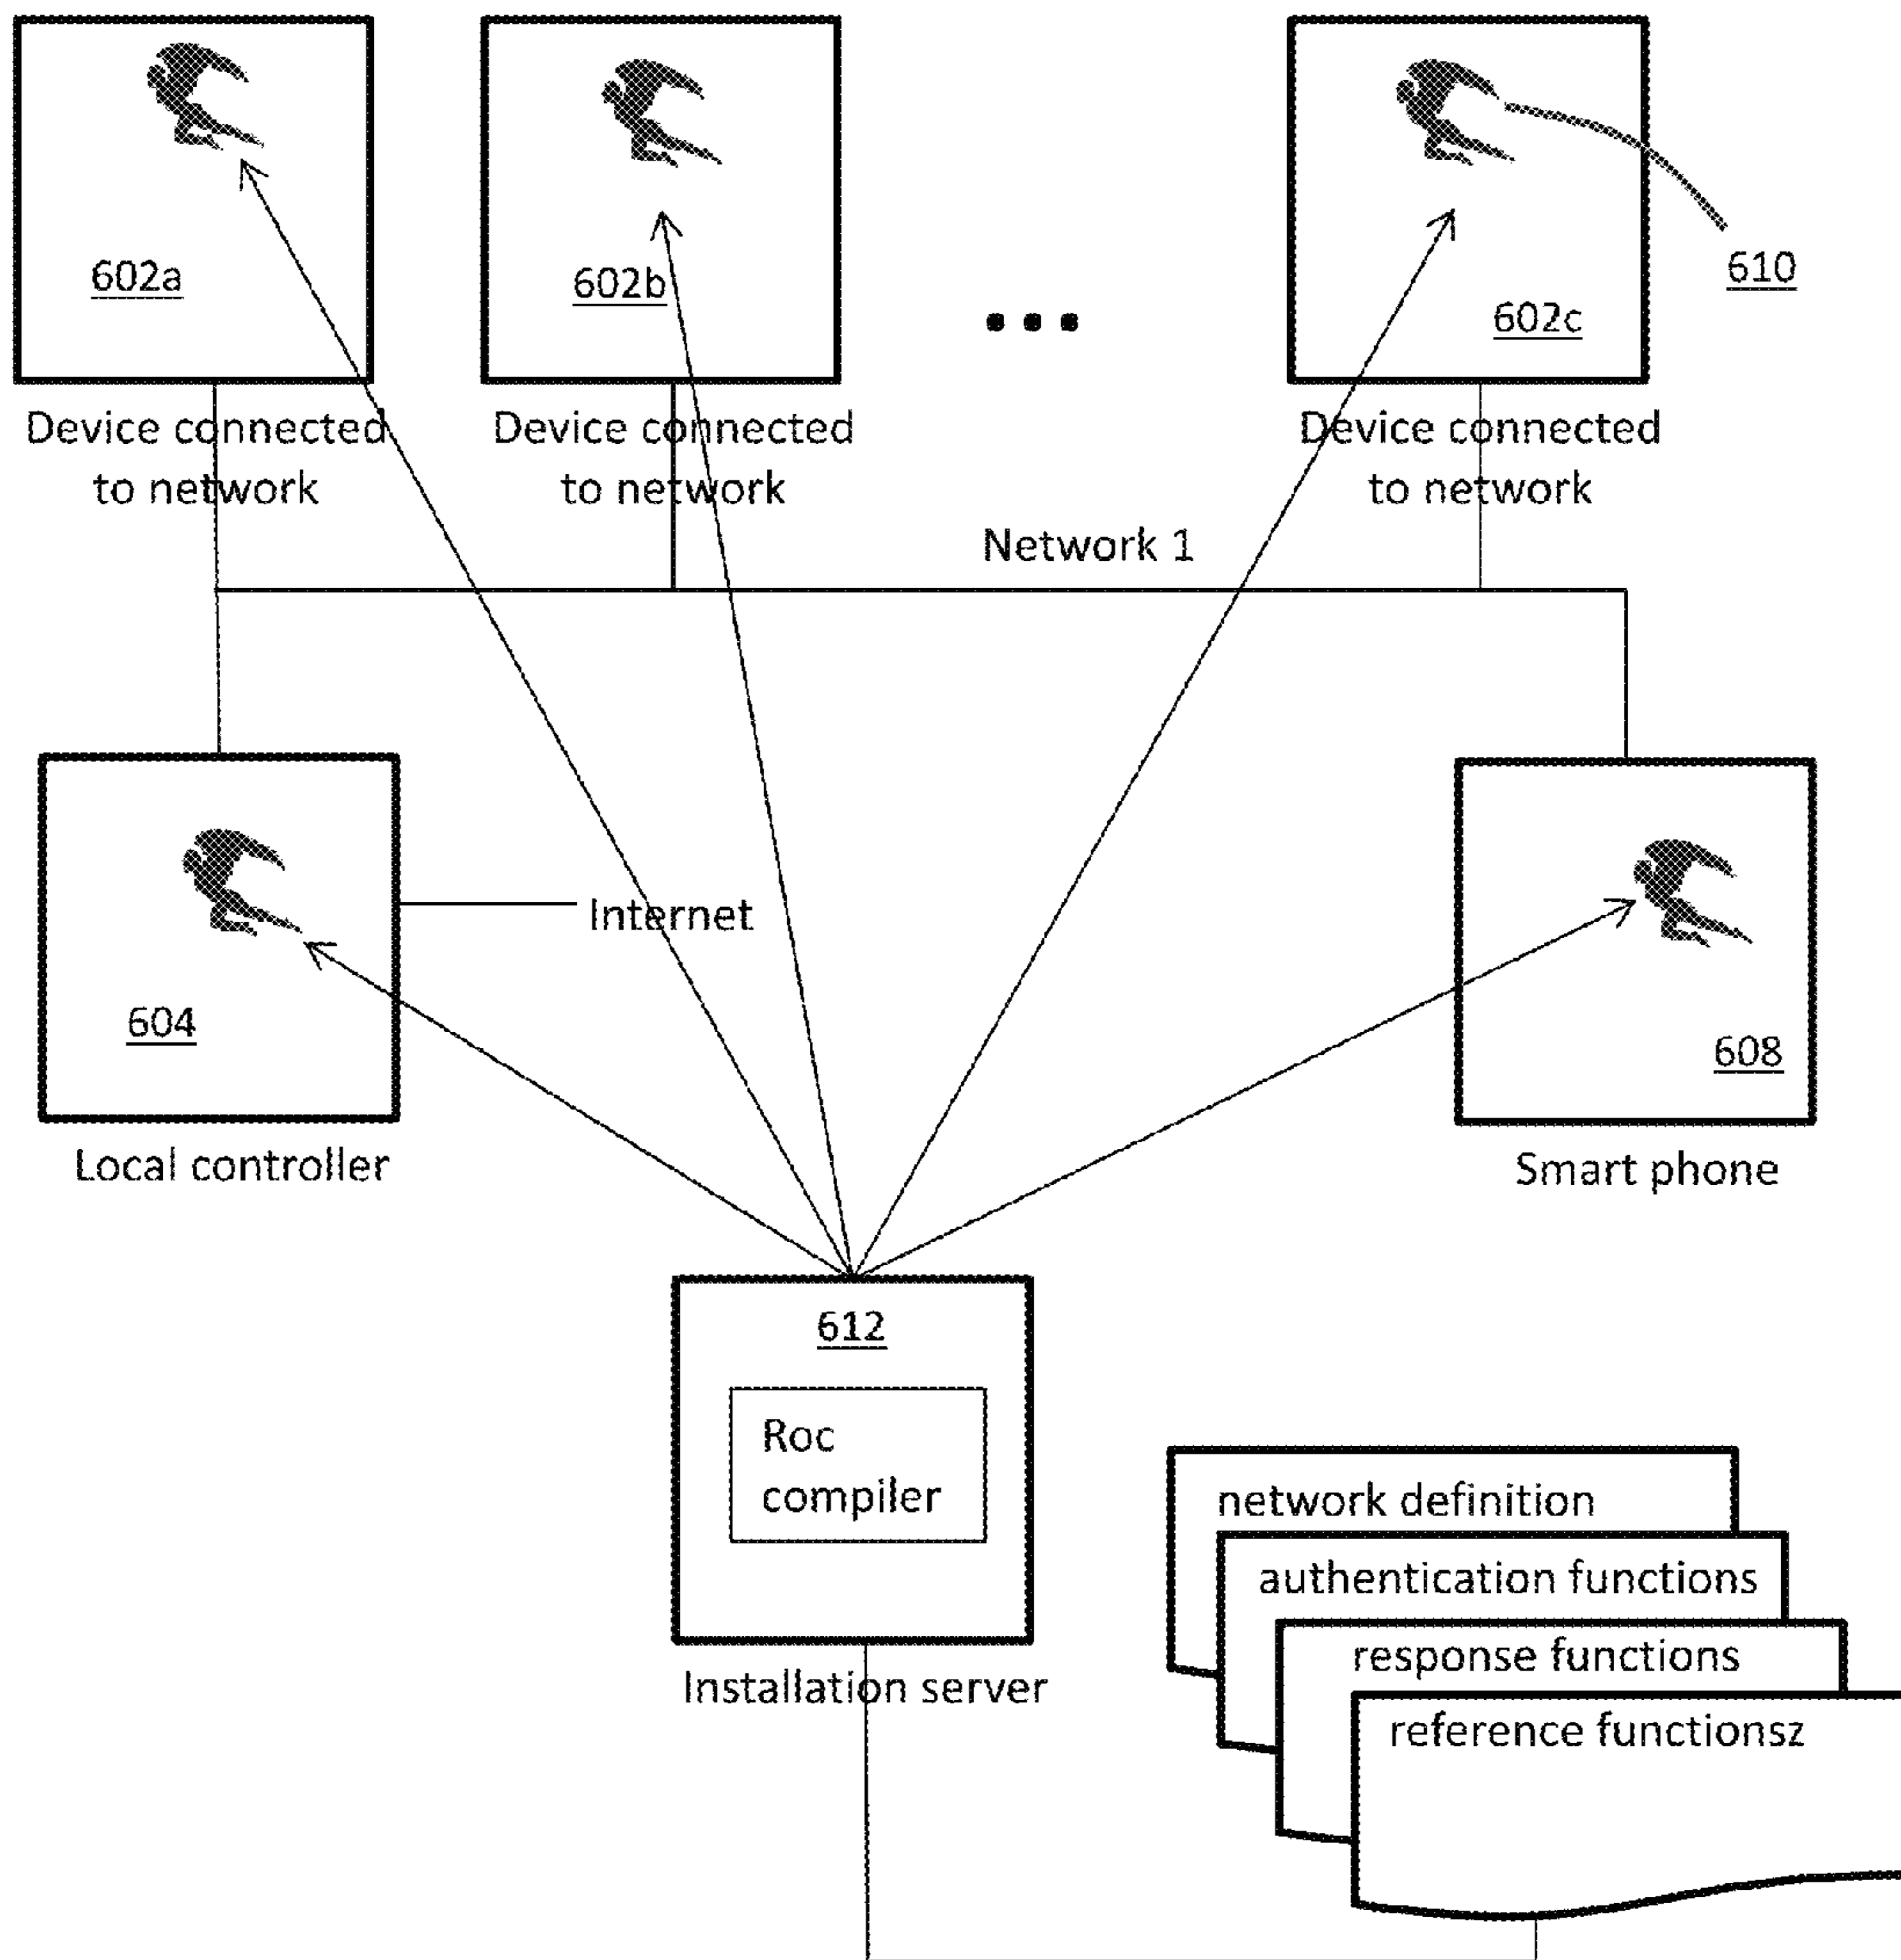 602a
602b
...
602c
610
Device connected
to network
Device connected
to network
Device connected
to network
Network 1
Internet
604
608
Local controller
Smart phone
612
Roc
compiler
Installation server
network definition
authentication functions
response functions
reference functionsz